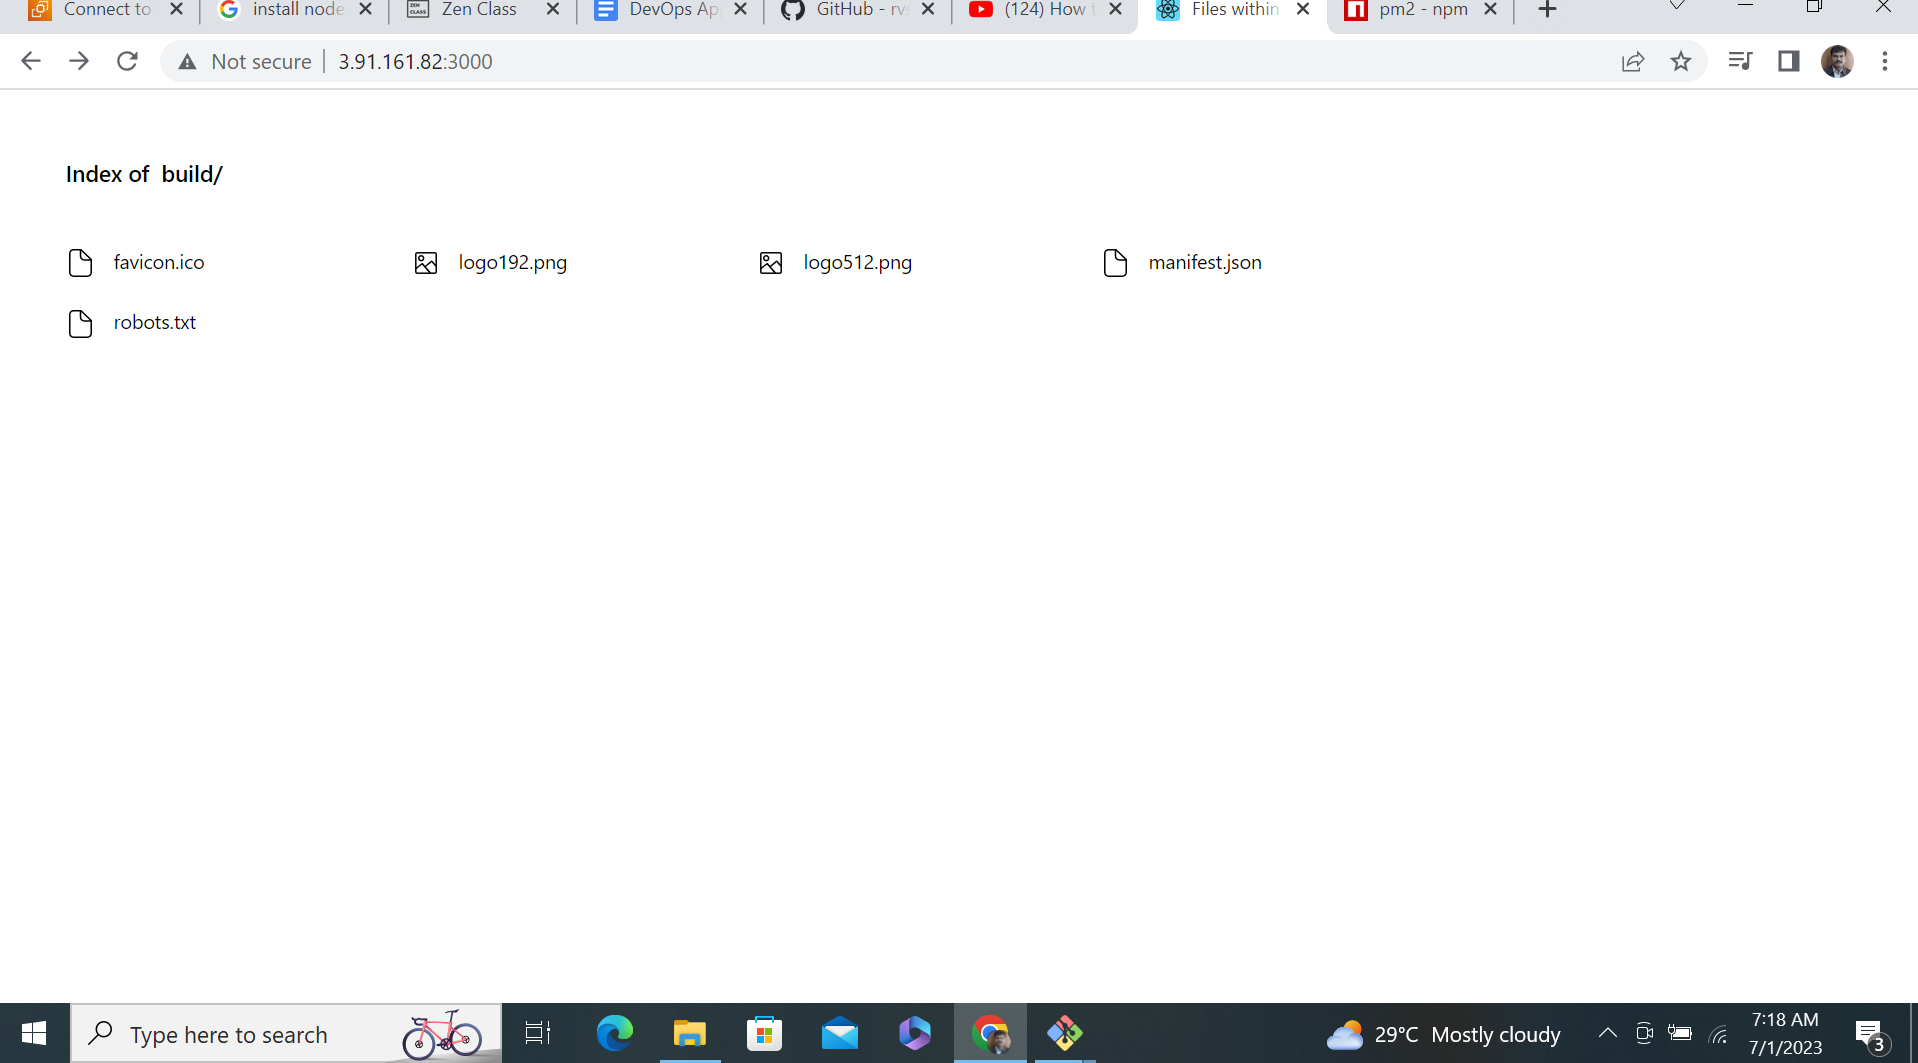 Connect to
install node
Zen Class
DevOps Ap
GitHub - rv
(124) How t
Files within
pm2 - npm
Not secure
3.91.161.82:3000
Index of build/
favicon.ico
logo192.png
logo512.png
manifest.json
robots.txt
Type here to search
29°C Mostly cloudy
7:18 AM
7/1/2023
3